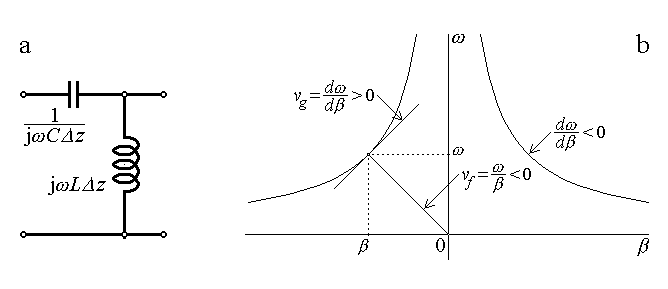 a
1
jωCΔz
jωLΔz
b
ω
v_g = dω/dβ > 0
dω/dβ < 0
ω
v_f = ω/β < 0
β
0
β